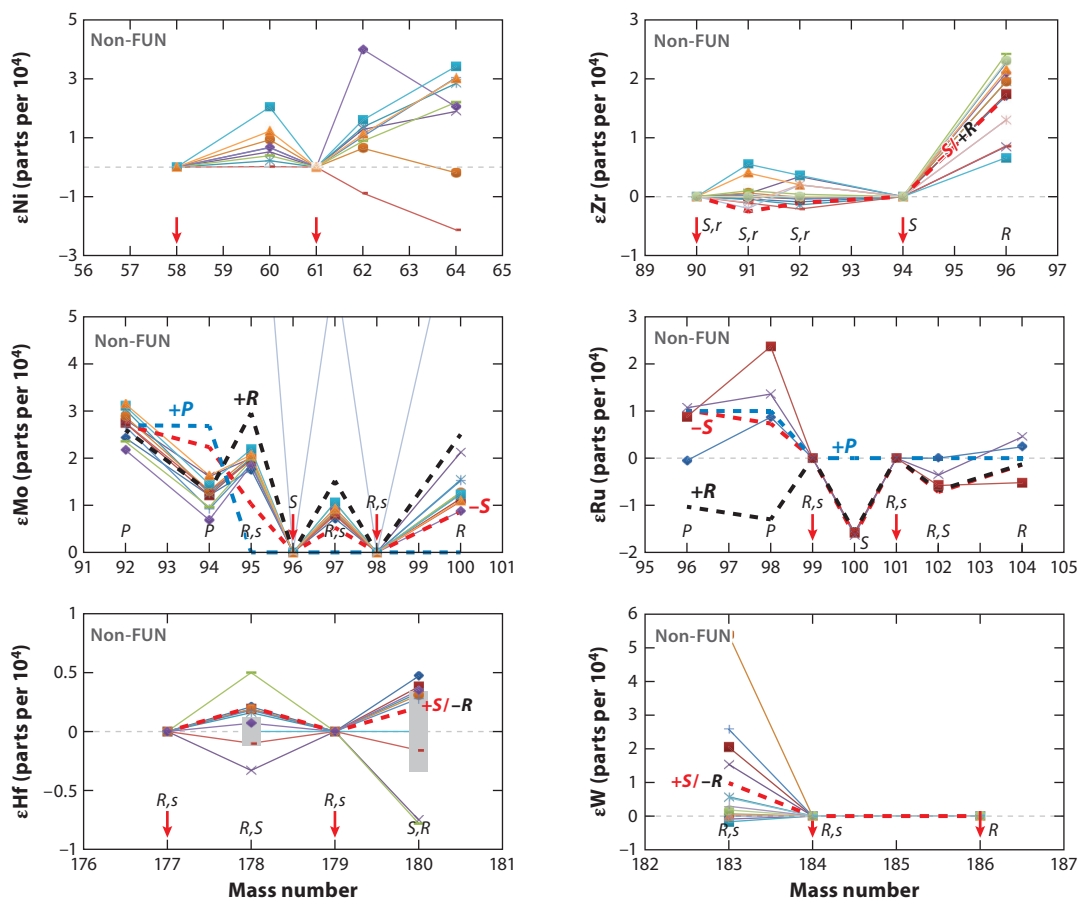 εNi (parts per 10⁴)
Non-FUN
5
3
1
−1
−3
56 57 58 59 60 61 62 63 64 65
εZr (parts per 10⁴)
Non-FUN
3
2
1
0
−1
S,r S,r S,r S R
−S/+R
89 90 91 92 93 94 95 96 97
εMo (parts per 10⁴)
Non-FUN
5
4
3
2
1
0
+P +R
−S
S R,s
P P R,s R,s R
91 92 93 94 95 96 97 98 99 100 101
εRu (parts per 10⁴)
Non-FUN
3
2
1
0
−1
−2
−S +P
+R
R,s R,s
P P S R,S R
95 96 97 98 99 100 101 102 103 104 105
εHf (parts per 10⁴)
Non-FUN
1
0.5
0
−0.5
−1
+S/−R
R,s R,s
R,S S,R
176 177 178 179 180 181
Mass number
εW (parts per 10⁴)
Non-FUN
6
5
4
3
2
1
0
−1
+S/−R
R,s R,s R
182 183 184 185 186 187
Mass number